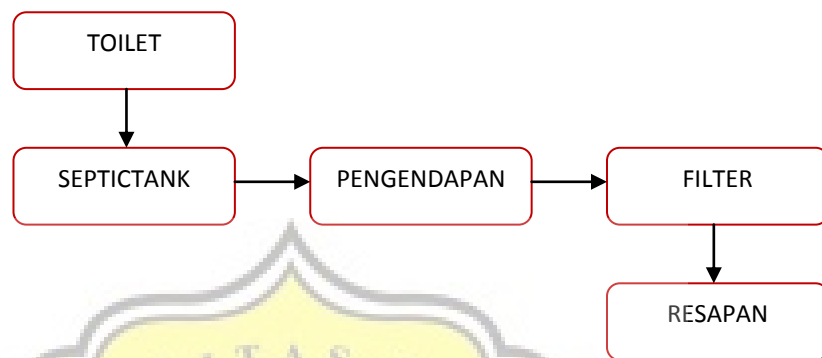 TOILET
SEPTICTANK
PENGENDAPAN
FILTER
RESAPAN
T A S